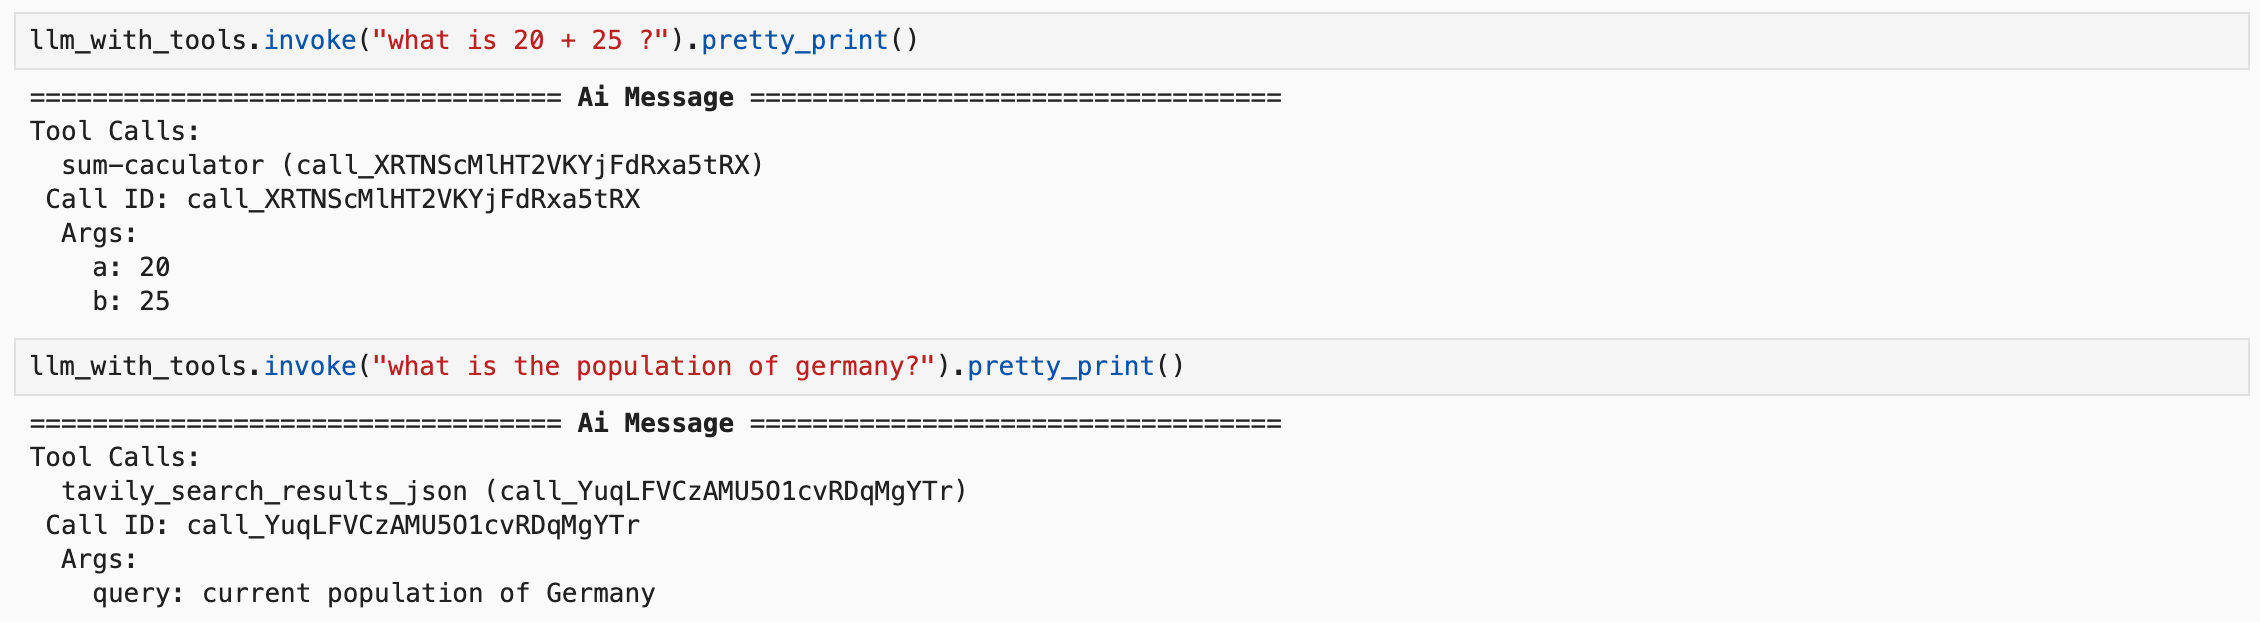 llm_with_tools.invoke("what is 20 + 25 ?").pretty_print()
================================== Ai Message ==================================
Tool Calls:
  sum-caculator (call_XRTNScMlHT2VKYjFdRxa5tRX)
 Call ID: call_XRTNScMlHT2VKYjFdRxa5tRX
  Args:
    a: 20
    b: 25
llm_with_tools.invoke("what is the population of germany?").pretty_print()
================================== Ai Message ==================================
Tool Calls:
  tavily_search_results_json (call_YuqLFVCzAMU5O1cvRDqMgYTr)
 Call ID: call_YuqLFVCzAMU5O1cvRDqMgYTr
  Args:
    query: current population of Germany